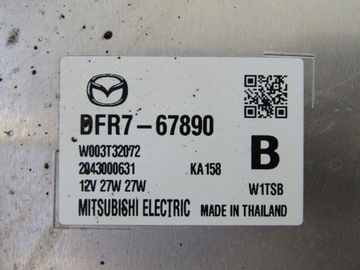 DFR7-67890
W003T32072
2043000631 KA158
12V 27W 27W
B
W1TSB
MITSUBISHI ELECTRIC MADE IN THAILAND